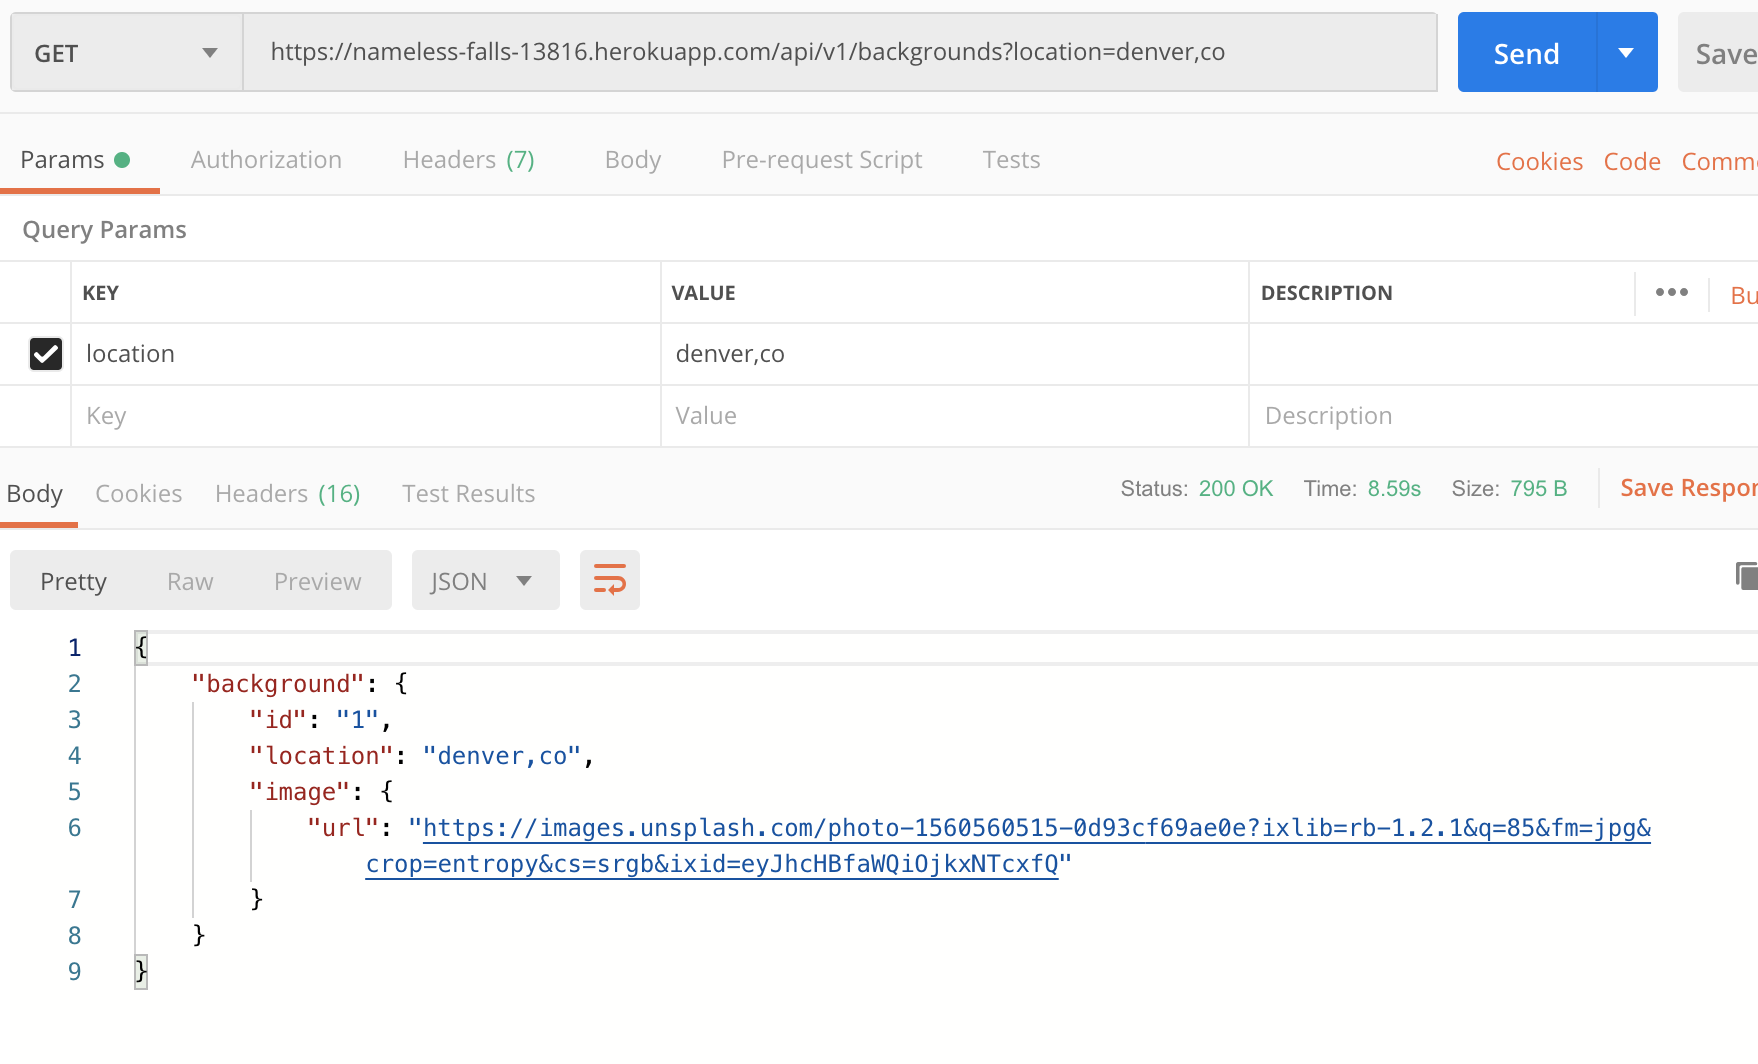 GET https://nameless-falls-13816.herokuapp.com/api/v1/backgrounds?location=denver,co Send Save
Params Authorization Headers (7) Body Pre-request Script Tests Cookies Code Comme
Query Params
KEY VALUE DESCRIPTION ••• Bu
location denver,co
Key Value Description
Body Cookies Headers (16) Test Results Status: 200 OK Time: 8.59s Size: 795 B Save Respon
Pretty Raw Preview JSON
1 {
2 "background": {
3 "id": "1",
4 "location": "denver,co",
5 "image": {
6 "url": "https://images.unsplash.com/photo-1560560515-0d93cf69ae0e?ixlib=rb-1.2.1&q=85&fm=jpg&
crop=entropy&cs=srgb&ixid=eyJhcHBfaWQiOjkxNTcxfQ"
7 }
8 }
9 }